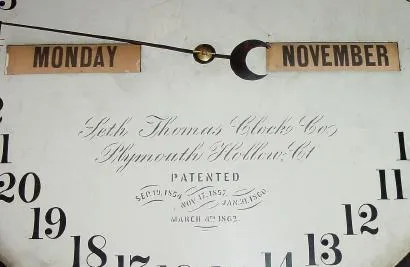 MONDAY NOVEMBER
Seth Thomas Clock Co,
Plymouth Hollow, Ct
PATENTED
SEP. 19, 1854. NOV. 17, 1857. JAN. 31, 1860.
MARCH 4TH 1862.
20 11
19 12
18 13
17 14